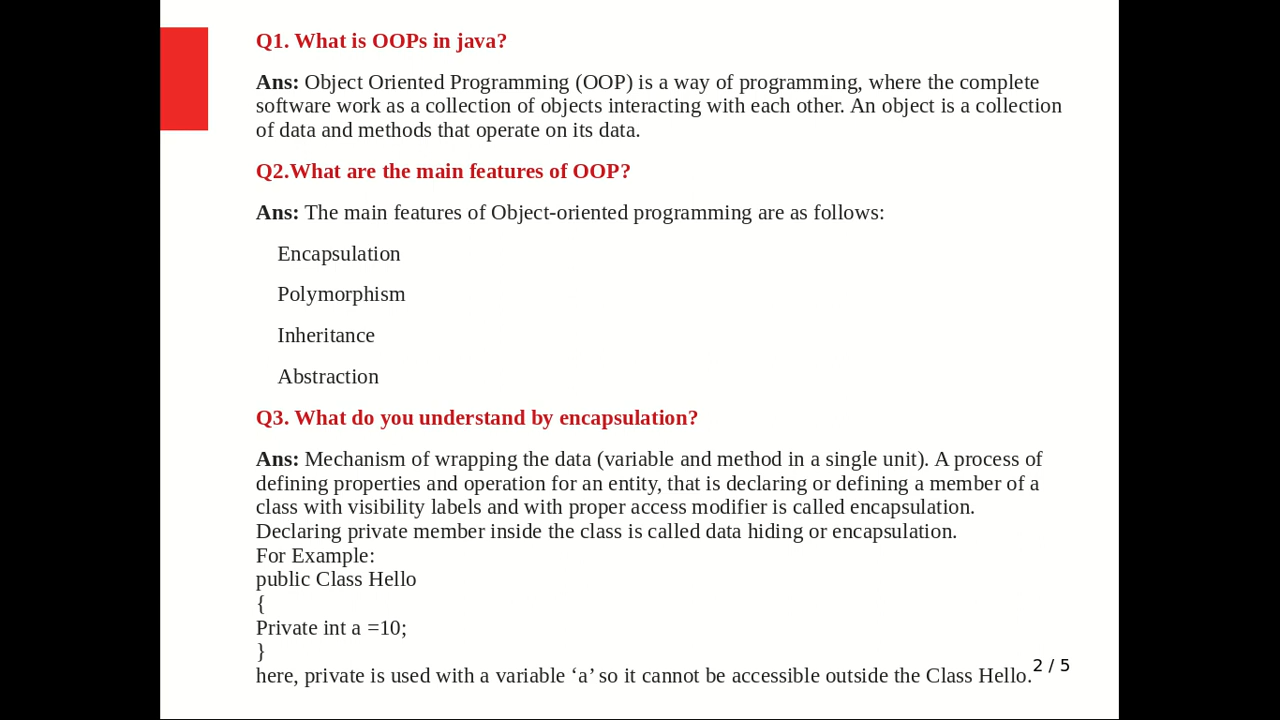 Q1. What is OOPs in java?
Ans: Object Oriented Programming (OOP) is a way of programming, where the complete
software work as a collection of objects interacting with each other. An object is a collection
of data and methods that operate on its data.
Q2.What are the main features of OOP?
Ans: The main features of Object-oriented programming are as follows:
Encapsulation
Polymorphism
Inheritance
Abstraction
Q3. What do you understand by encapsulation?
Ans: Mechanism of wrapping the data (variable and method in a single unit). A process of
defining properties and operation for an entity, that is declaring or defining a member of a
class with visibility labels and with proper access modifier is called encapsulation.
Declaring private member inside the class is called data hiding or encapsulation.
For Example:
public Class Hello
{
Private int a =10;
}
here, private is used with a variable ‘a’ so it cannot be accessible outside the Class Hello.
2 / 5